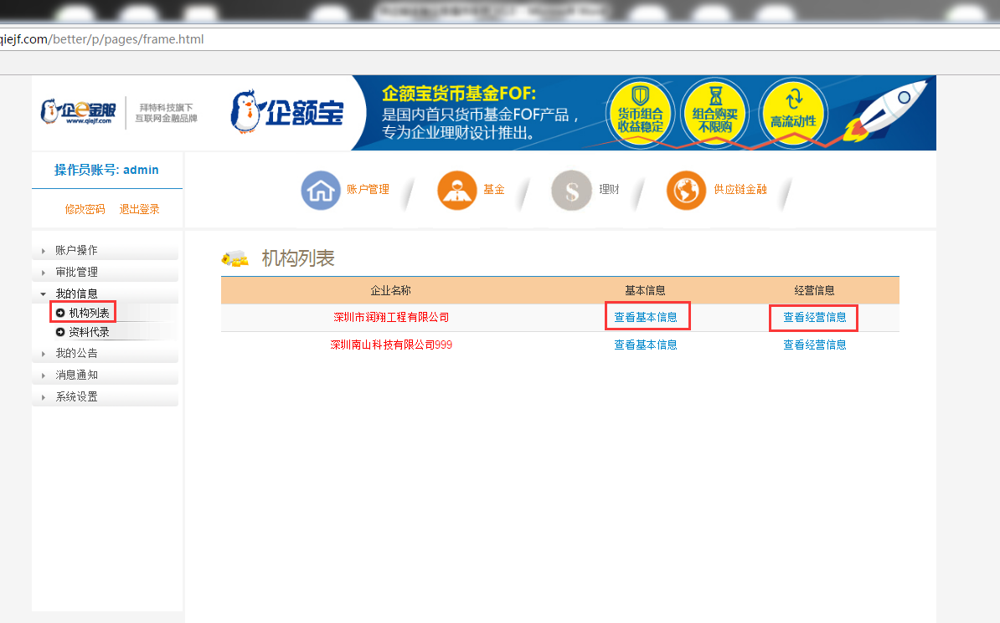 qiejf.com/better/p/pages/frame.html
企e金服
www.qiejf.com
拜特科技旗下
互联网金融品牌
企额宝
企额宝货币基金FOF:
是国内首只货币基金FOF产品，
专为企业理财设计推出。
货币组合
收益稳定
组合购买
不限购
高流动性
操作员账号: admin
修改密码 退出登录
账户管理
基金
理财
供应链金融
账户操作
审批管理
我的信息
机构列表
资料代录
我的公告
消息通知
系统设置
机构列表
企业名称 基本信息 经营信息
深圳市润翔工程有限公司 查看基本信息 查看经营信息
深圳南山科技有限公司999 查看基本信息 查看经营信息